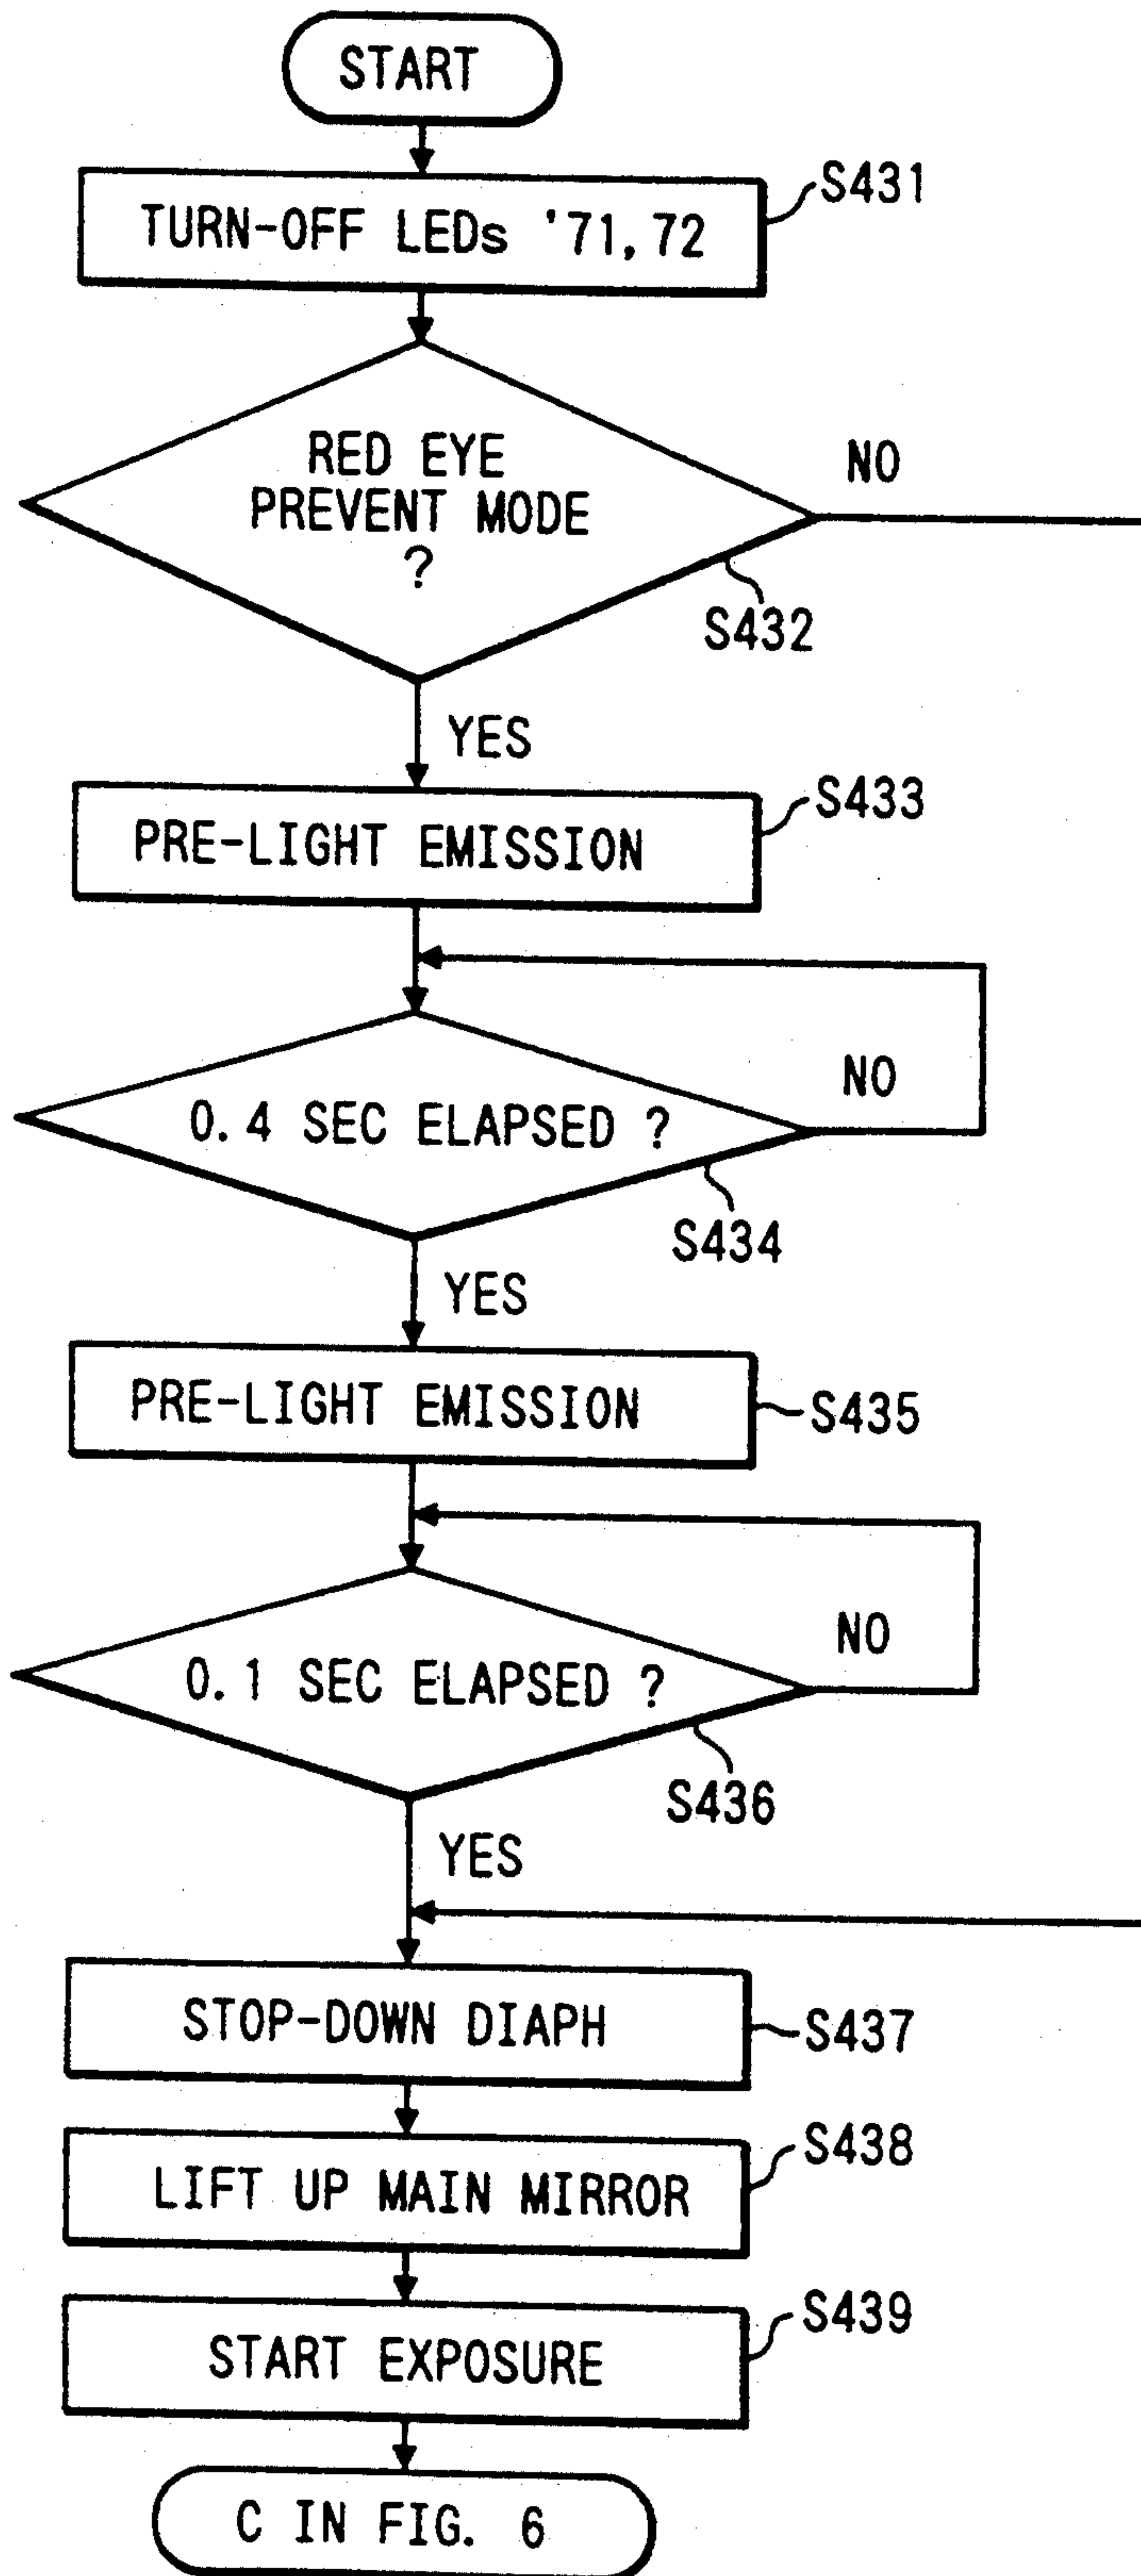 START
TURN-OFF LEDs '71, 72
S431
RED EYE
PREVENT MODE
?
NO
S432
YES
PRE-LIGHT EMISSION
S433
0.4 SEC ELAPSED ?
NO
S434
YES
PRE-LIGHT EMISSION
S435
0.1 SEC ELAPSED ?
NO
S436
YES
STOP-DOWN DIAPH
S437
LIFT UP MAIN MIRROR
S438
START EXPOSURE
S439
C IN FIG. 6